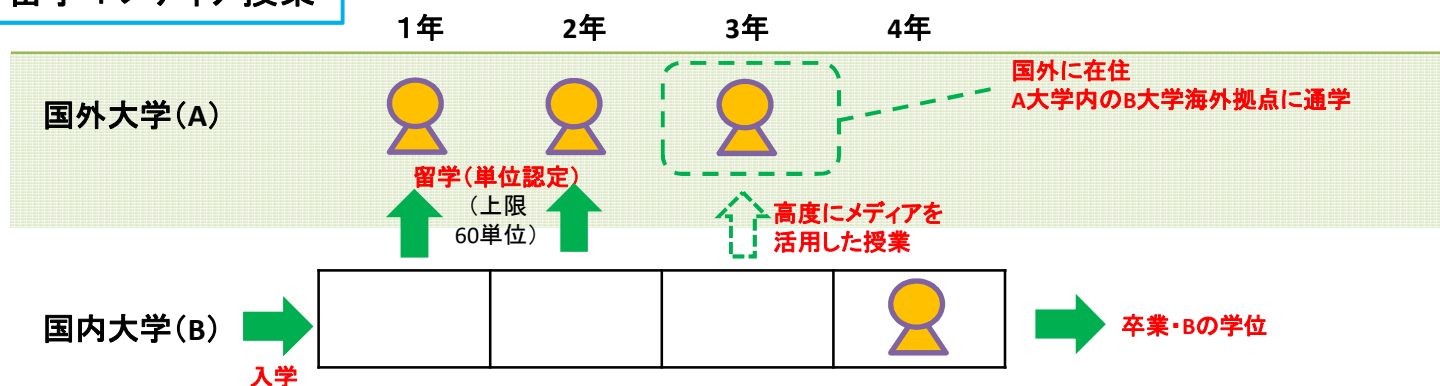 １年 2年 3年 4年
国外大学（A）
国外に在住
A大学内のB大学海外拠点に通学
留学（単位認定）
（上限
60単位）
高度にメディアを
活用した授業
国内大学（B）
入学
卒業・Bの学位